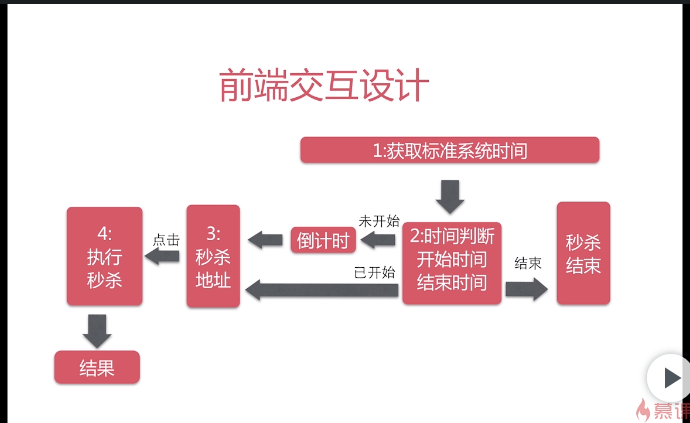 前端交互设计
1:获取标准系统时间
4:
执行
秒杀
点击
3:
秒杀
地址
倒计时
未开始
已开始
2:时间判断
开始时间
结束时间
结束
秒杀
结束
结果
慕课